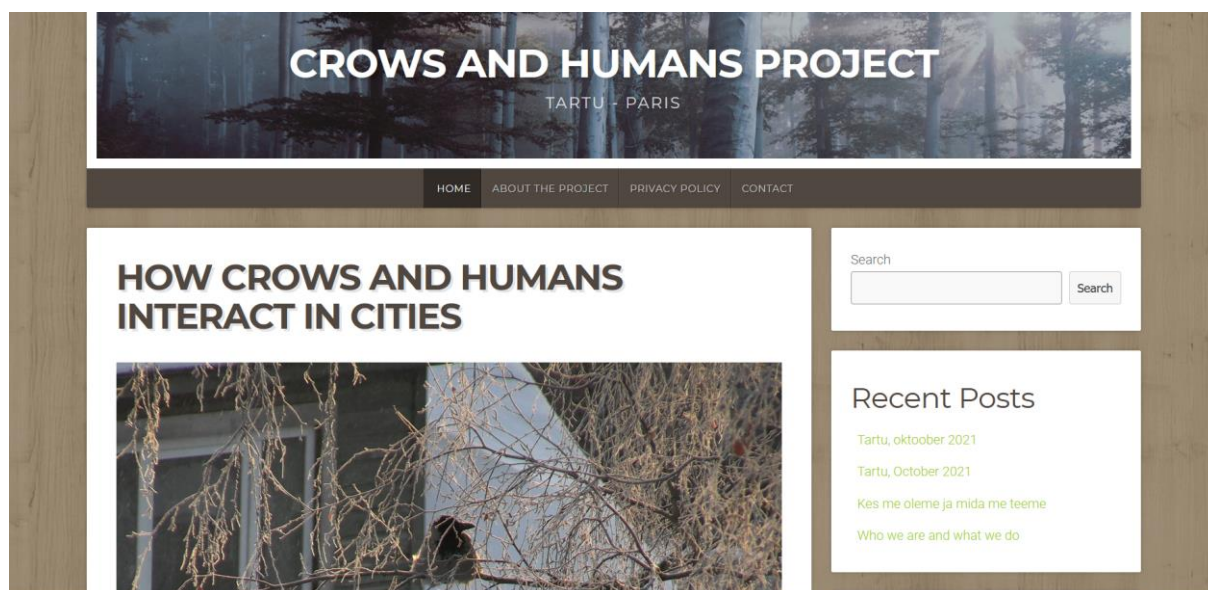 CROWS AND HUMANS PROJECT
TARTU - PARIS
HOME ABOUT THE PROJECT PRIVACY POLICY CONTACT
HOW CROWS AND HUMANS
INTERACT IN CITIES
Search
Search
Recent Posts
Tartu, oktoober 2021
Tartu, October 2021
Kes me oleme ja mida me teeme
Who we are and what we do